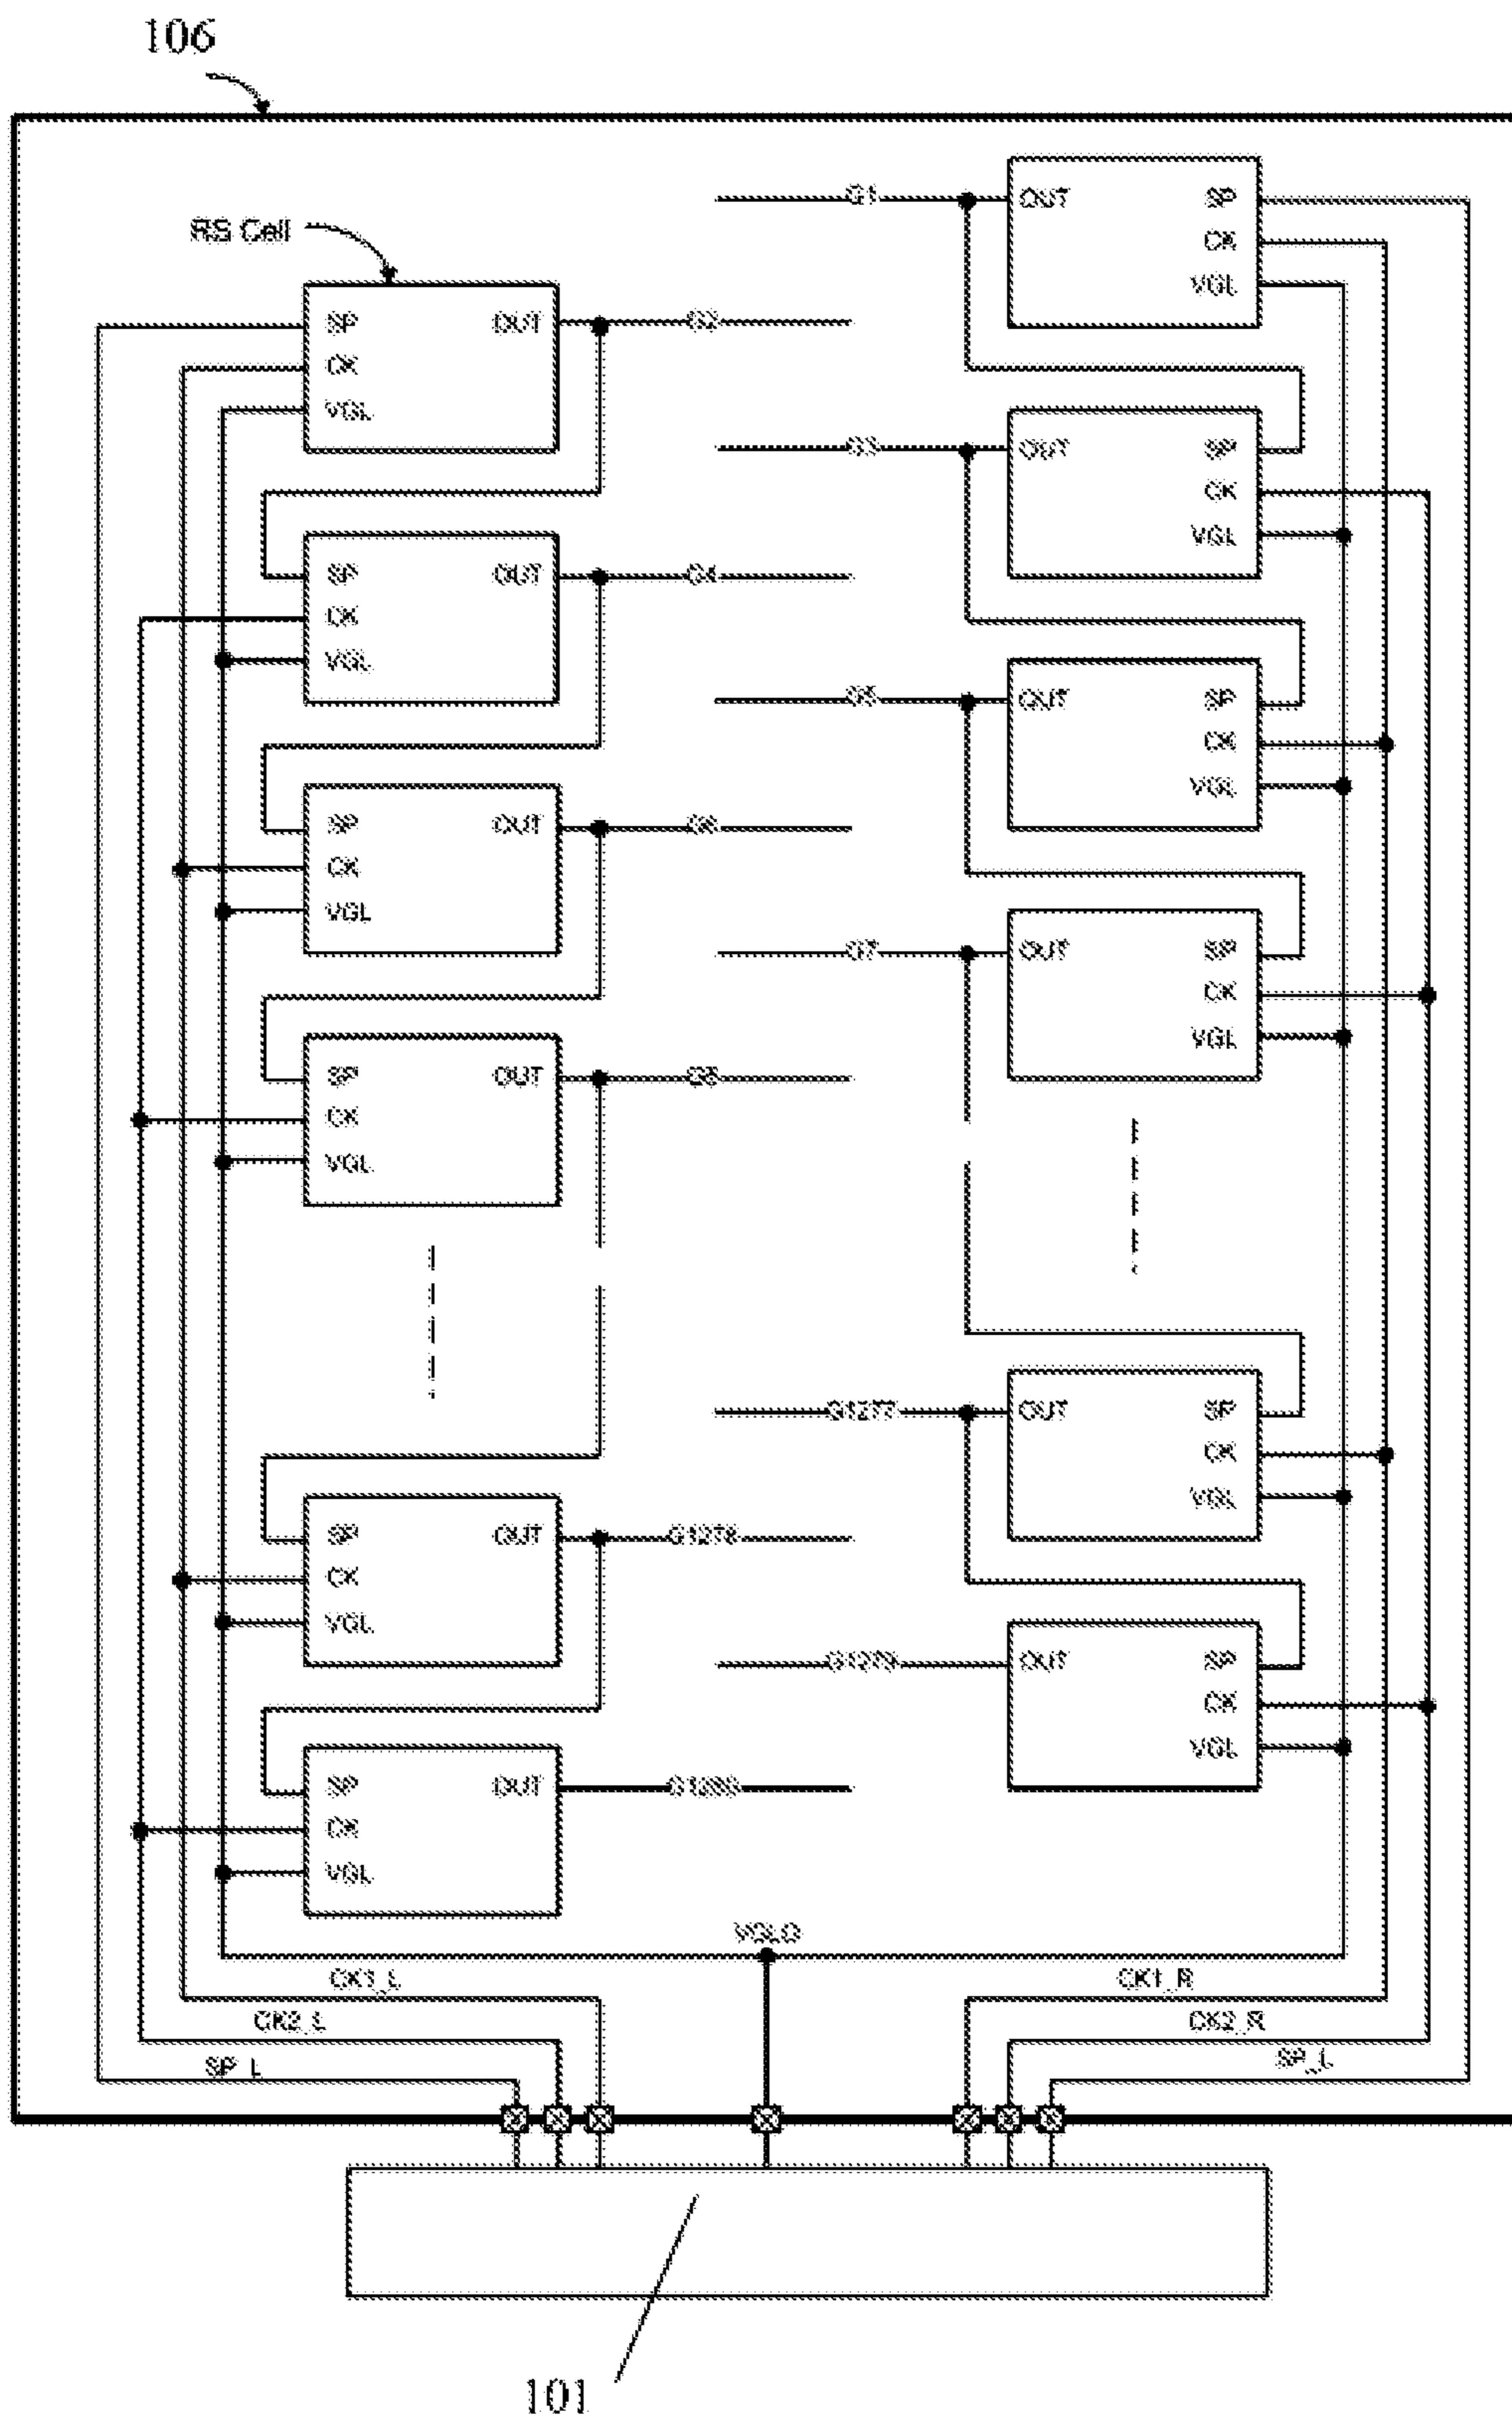 106
G1 OUT SP
CK
VGL
RS Cell
SP OUT G2
CK
VGL
G3 OUT SP
CK
VGL
SP OUT G4
CK
VGL
G5 OUT SP
CK
VGL
SP OUT G6
CK
VGL
G7 OUT SP
CK
VGL
SP OUT G8
CK
VGL
G1277 OUT SP
CK
VGL
SP OUT G1278
CK
VGL
G1279 OUT SP
CK
VGL
SP OUT G1280
CK
VGL
VGLO
CK1_L CK1_R
CK2_L CK2_R
SP_L SP_L
101